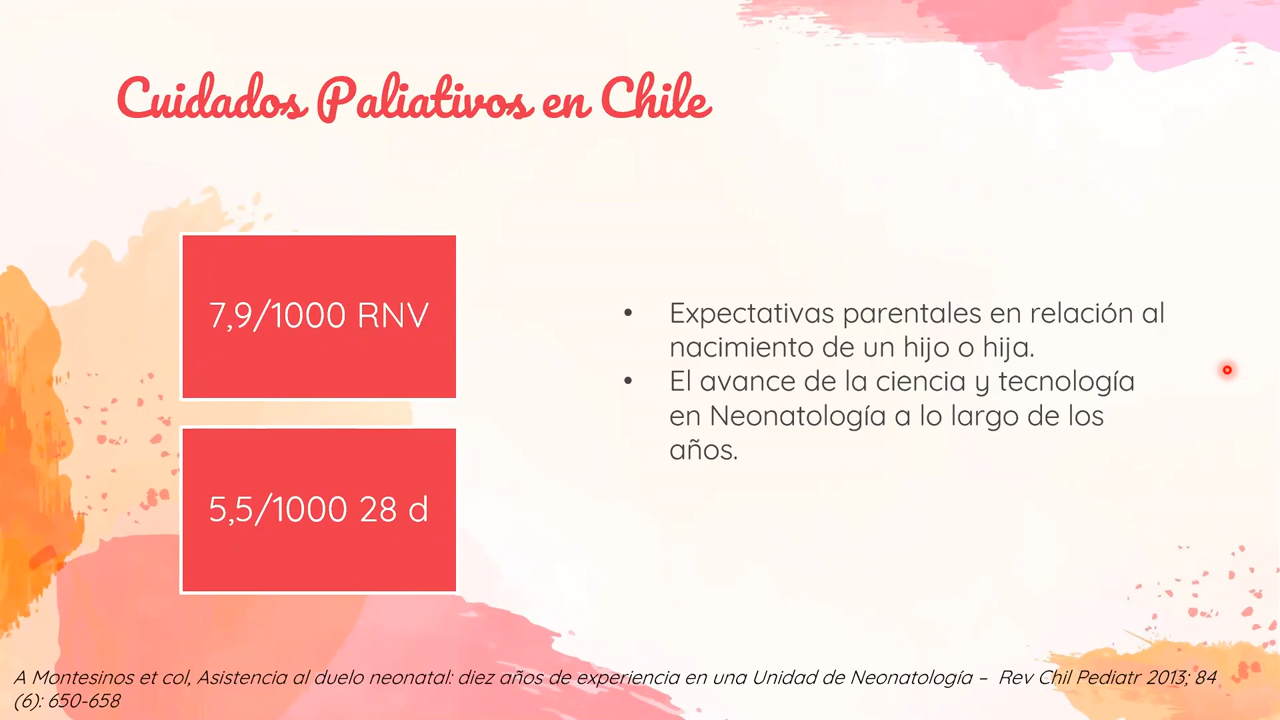 Cuidados Paliativos en Chile
7,9/1000 RNV
5,5/1000 28 d
• Expectativas parentales en relación al
nacimiento de un hijo o hija.
• El avance de la ciencia y tecnología
en Neonatología a lo largo de los
años.
A Montesinos et col, Asistencia al duelo neonatal: diez años de experiencia en una Unidad de Neonatología – Rev Chil Pediatr 2013; 84
(6): 650-658